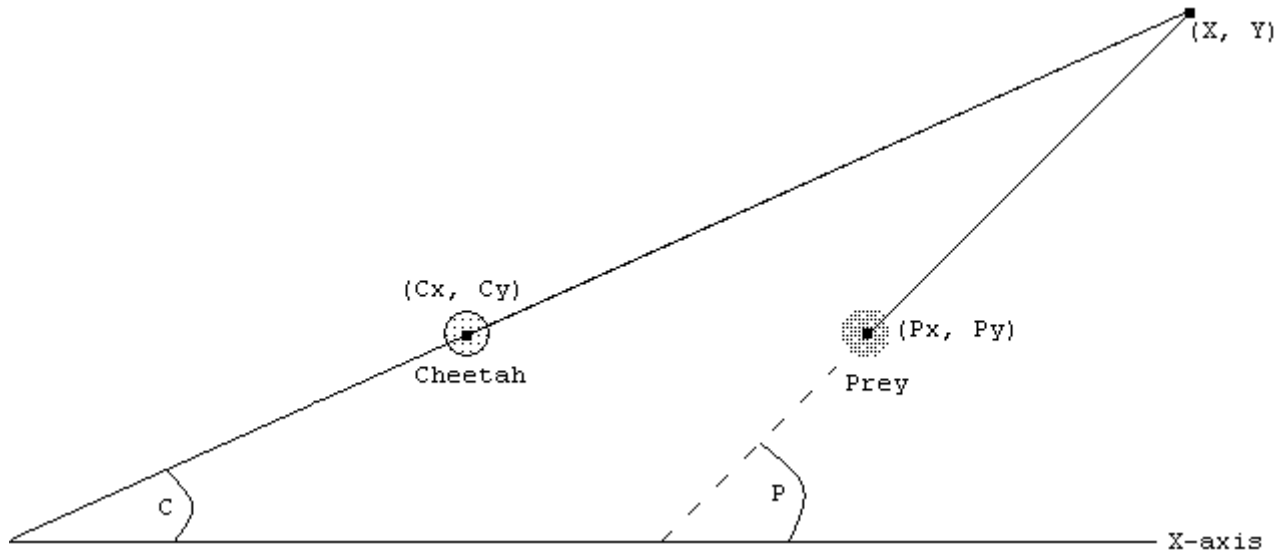 (X, Y)
(Cx, Cy)
(Px, Py)
Cheetah
Prey
C
P
X-axis